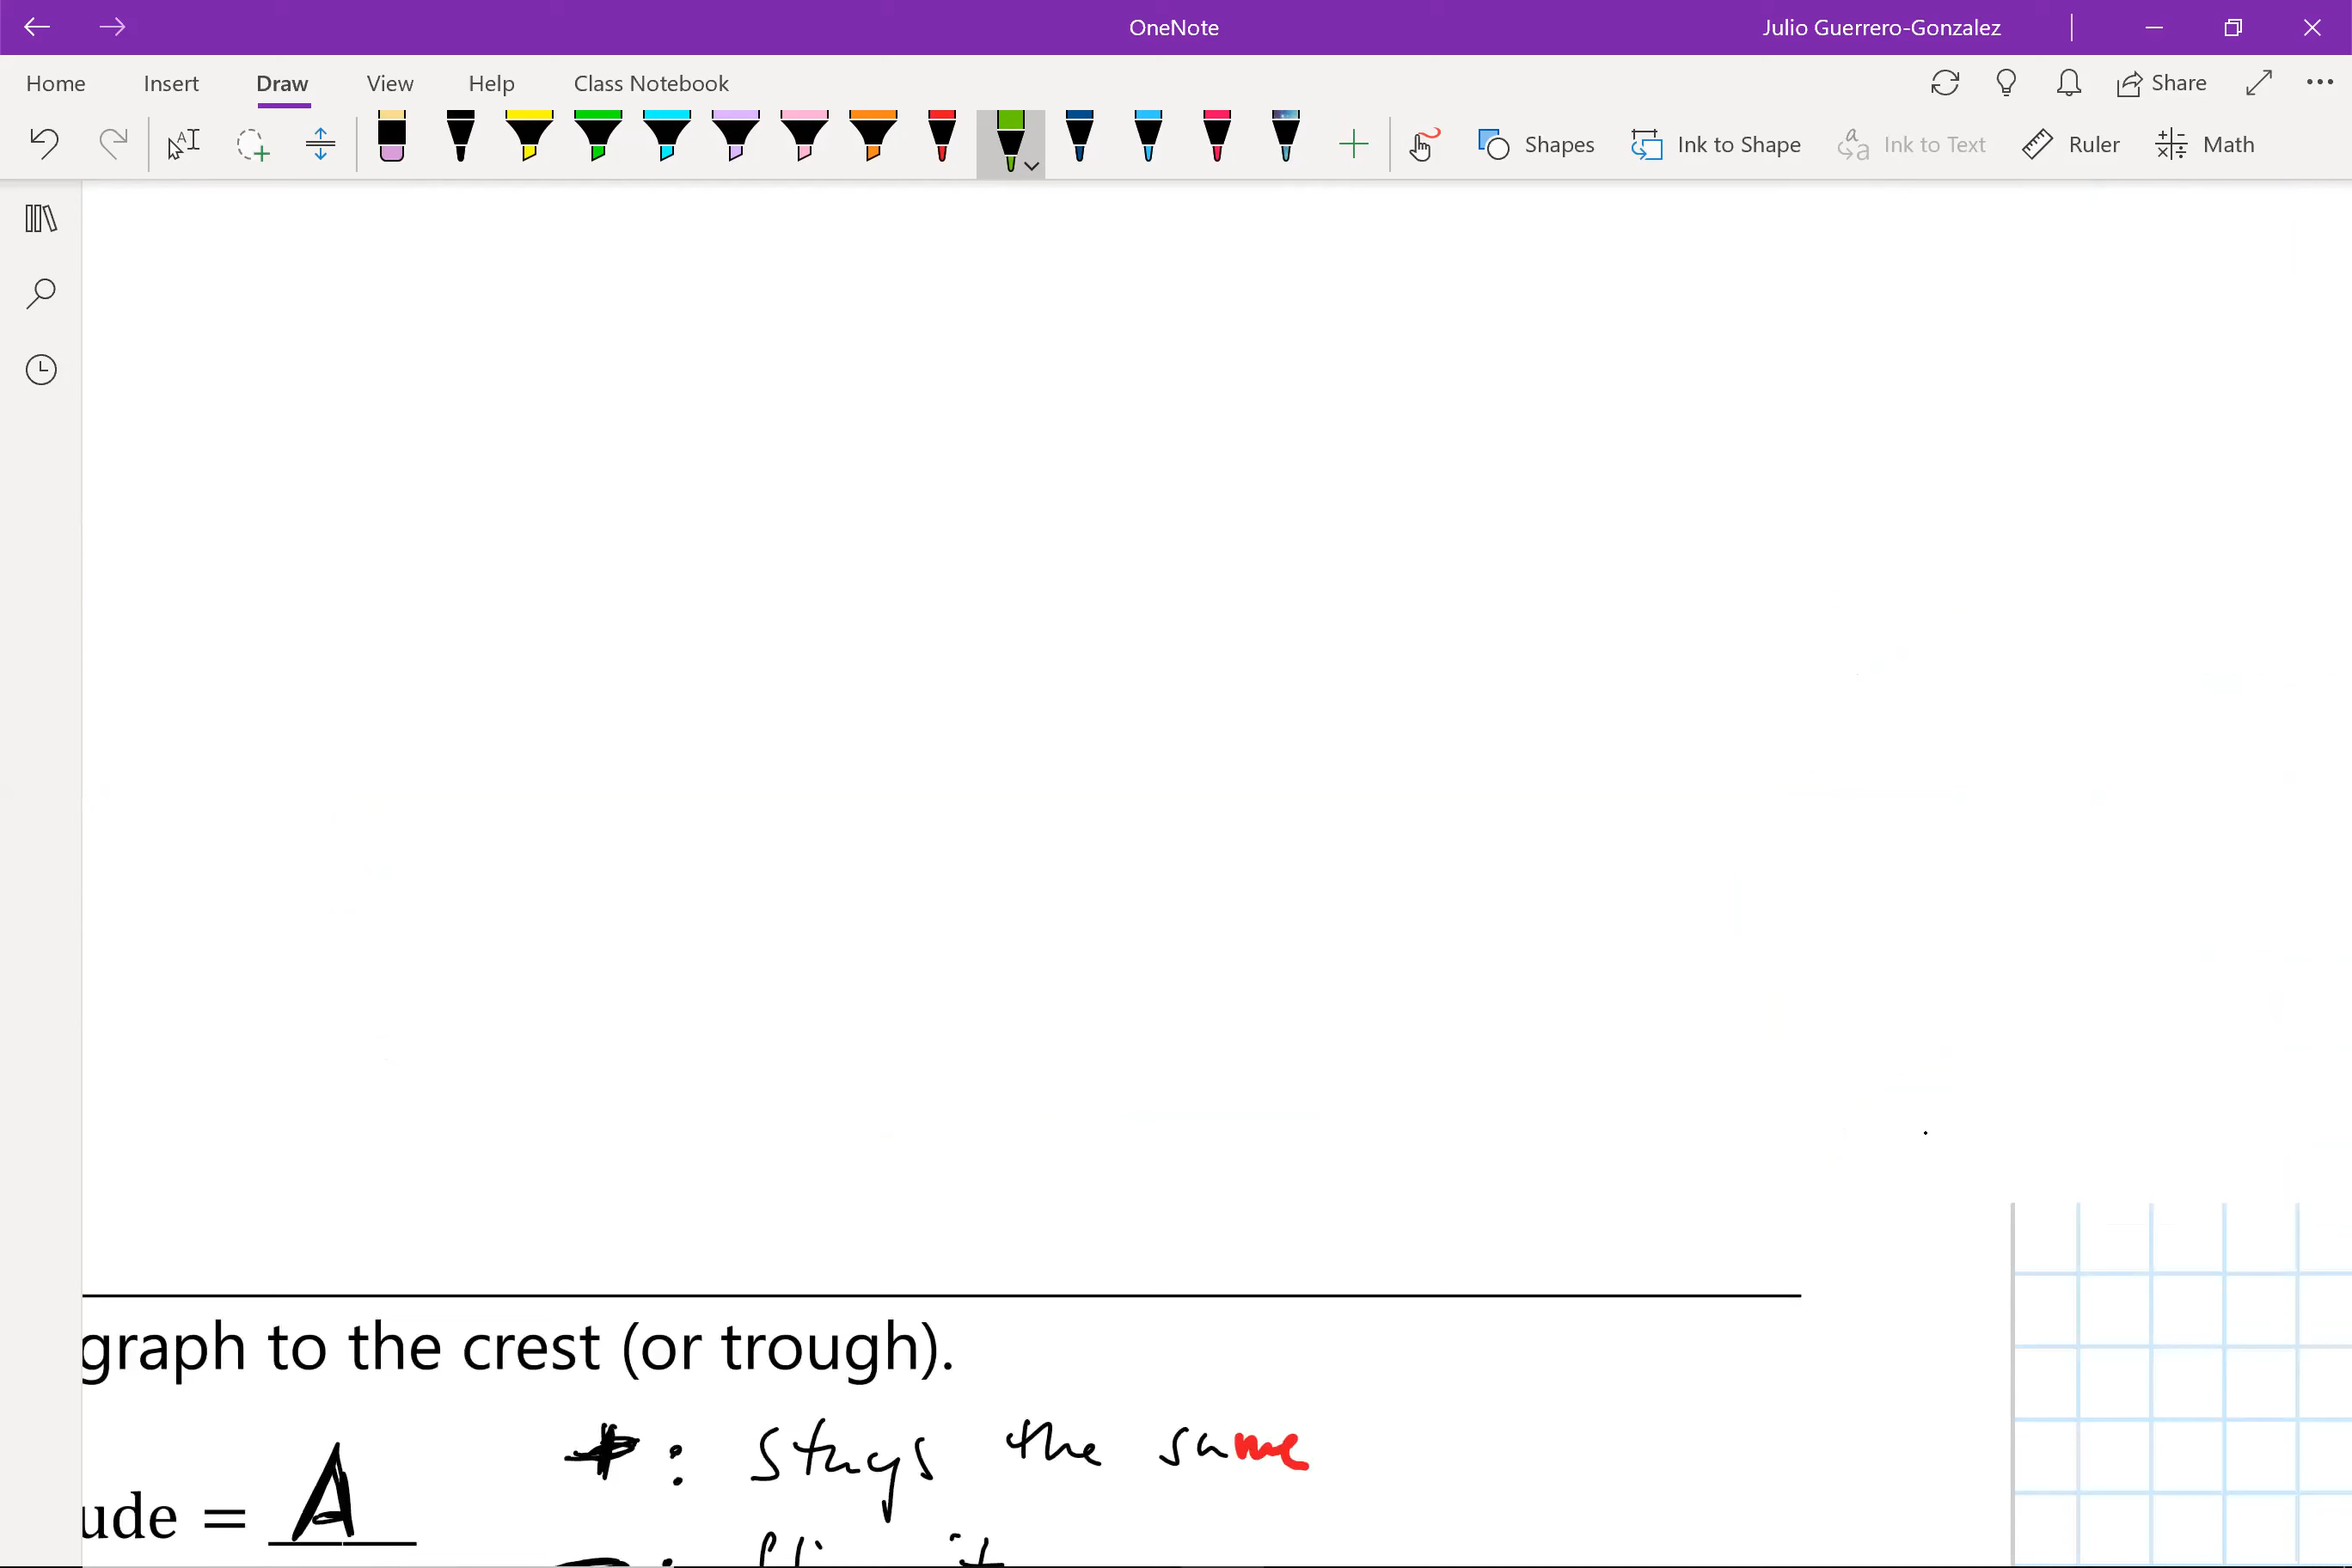 OneNote
Julio Guerrero-Gonzalez
Home Insert Draw View Help Class Notebook
Share
Shapes Ink to Shape Ink to Text Ruler Math
graph to the crest (or trough).
+ : stays the same
ude = A